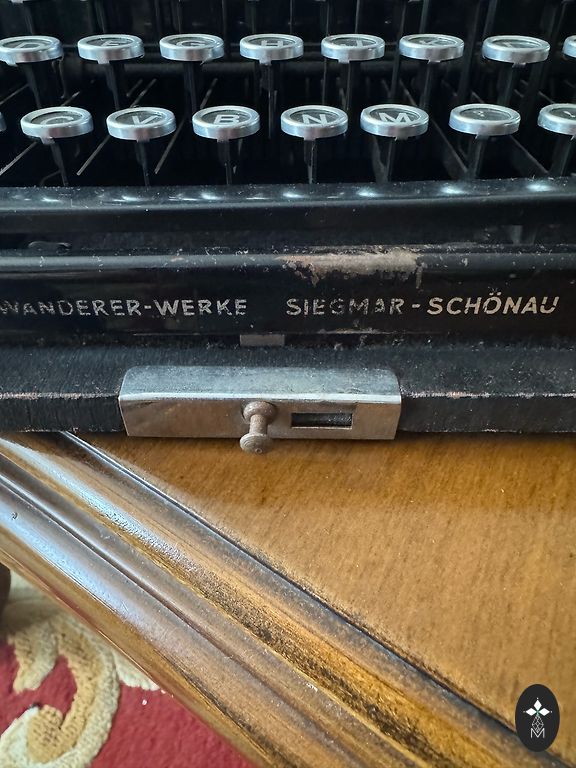 C V B N M
WANDERER-WERKE SIEGMAR-SCHÖNAU
M